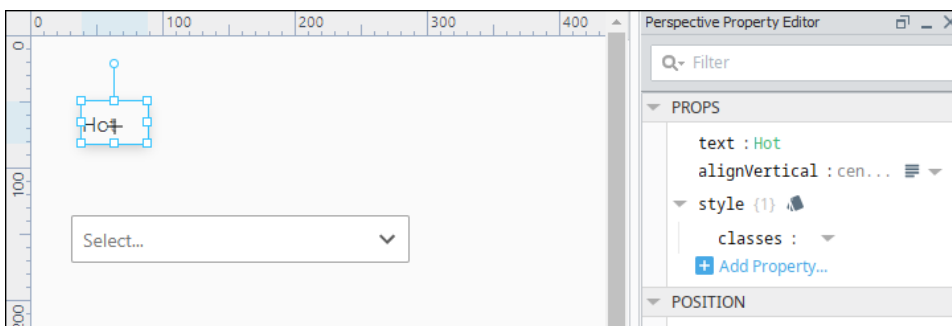 0 100 200 300 400
Perspective Property Editor
0
Filter
PROPS
Hot
text : Hot
alignVertical : cen...
100
style {1}
Select...
classes :
Add Property...
POSITION
200